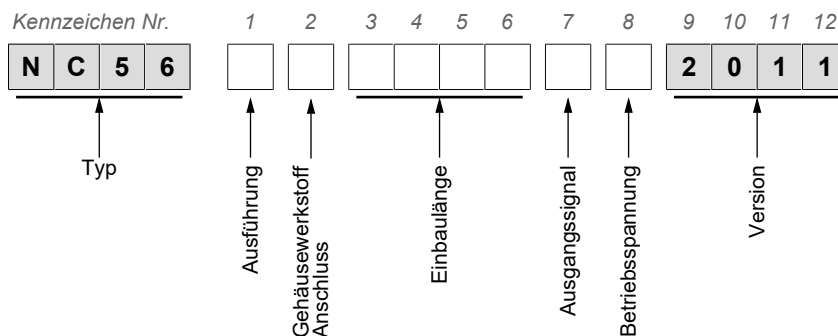 Kennzeichen Nr. 1 2 3 4 5 6 7 8 9 10 11 12
N C 5 6 2 0 1 1
Typ
Ausführung
Gehäusewerkstoff
Anschluss
Einbaulänge
Ausgangssignal
Betriebsspannung
Version